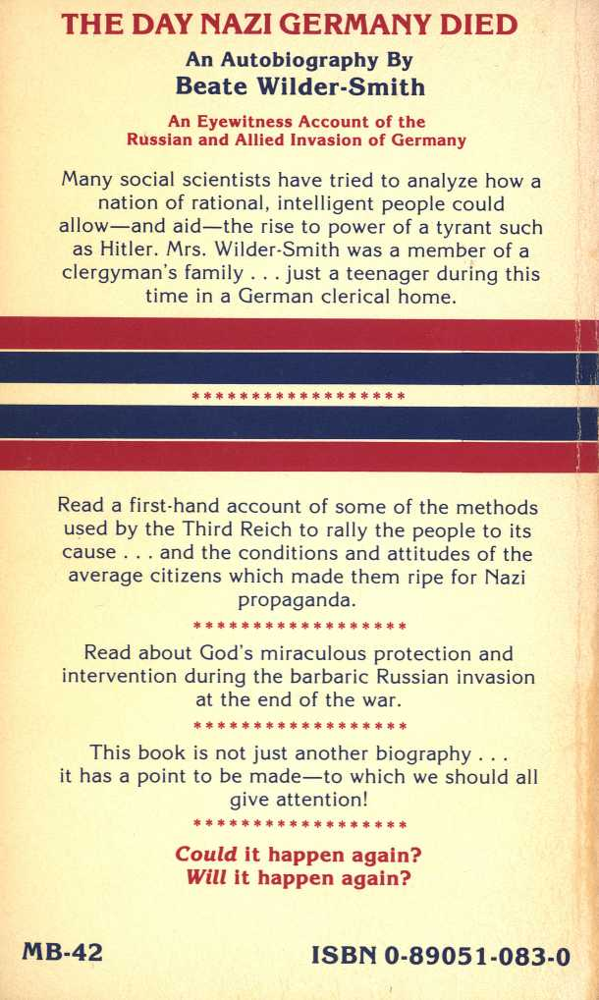 THE DAY NAZI GERMANY DIED
An Autobiography By
Beate Wilder-Smith
An Eyewitness Account of the
Russian and Allied Invasion of Germany
Many social scientists have tried to analyze how a
nation of rational, intelligent people could
allow—and aid—the rise to power of a tyrant such
as Hitler. Mrs. Wilder-Smith was a member of a
clergyman's family . . . just a teenager during this
time in a German clerical home.
******************
Read a first-hand account of some of the methods
used by the Third Reich to rally the people to its
cause . . . and the conditions and attitudes of the
average citizens which made them ripe for Nazi
propaganda.
******************
Read about God's miraculous protection and
intervention during the barbaric Russian invasion
at the end of the war.
******************
This book is not just another biography . . .
it has a point to be made—to which we should all
give attention!
******************
Could it happen again?
Will it happen again?
MB-42
ISBN 0-89051-083-0